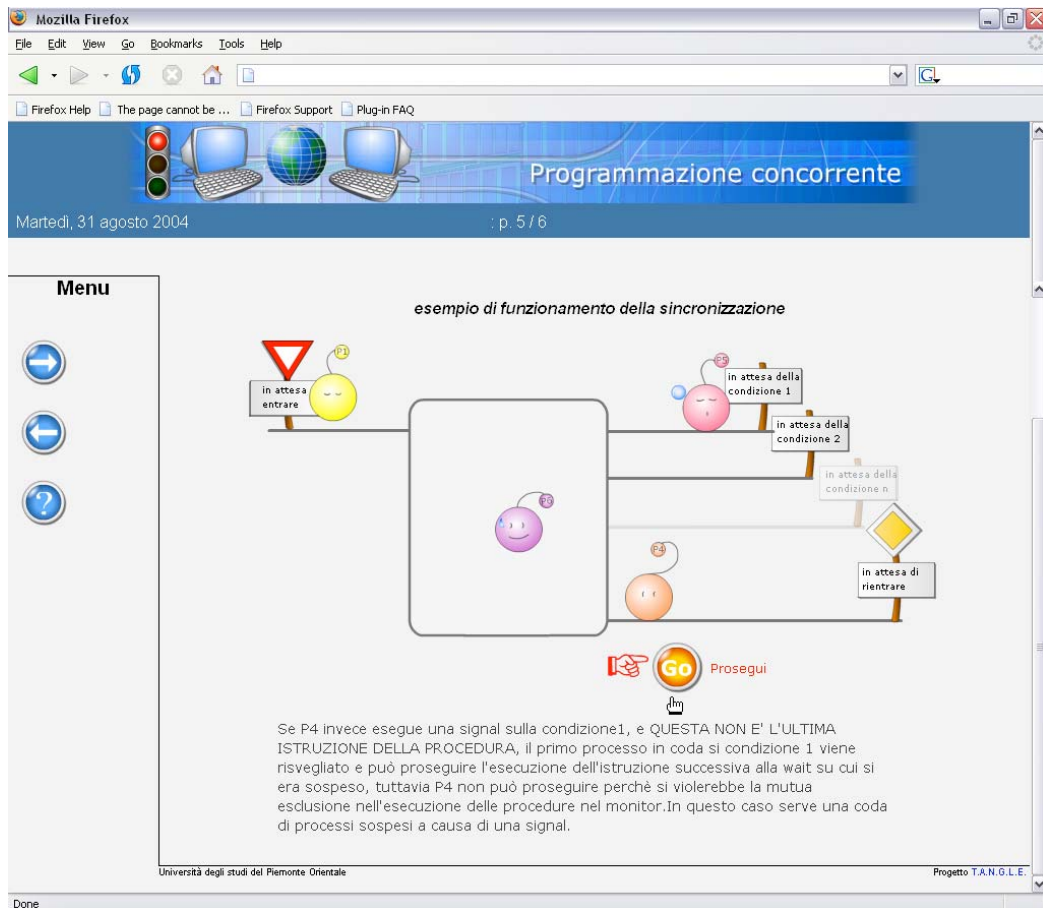 Mozilla Firefox
File Edit View Go Bookmarks Tools Help
G
Firefox Help The page cannot be ... Firefox Support Plug-in FAQ
Programmazione concorrente
Martedì, 31 agosto 2004 : p. 5 / 6
Menu
esempio di funzionamento della sincronizzazione
P1
in attesa
entrare
P5
in attesa della
condizione 1
in attesa della
condizione 2
in attesa della
condizione n
P6
P4
in attesa di
rientrare
Go Prosegui
Se P4 invece esegue una signal sulla condizione1, e QUESTA NON E' L'ULTIMA
ISTRUZIONE DELLA PROCEDURA, il primo processo in coda si condizione 1 viene
risvegliato e può proseguire l'esecuzione dell'istruzione successiva alla wait su cui si
era sospeso, tuttavia P4 non può proseguire perchè si violerebbe la mutua
esclusione nell'esecuzione delle procedure nel monitor.In questo caso serve una coda
di processi sospesi a causa di una signal.
Università degli studi del Piemonte Orientale Progetto T.A.N.G.L.E.
Done